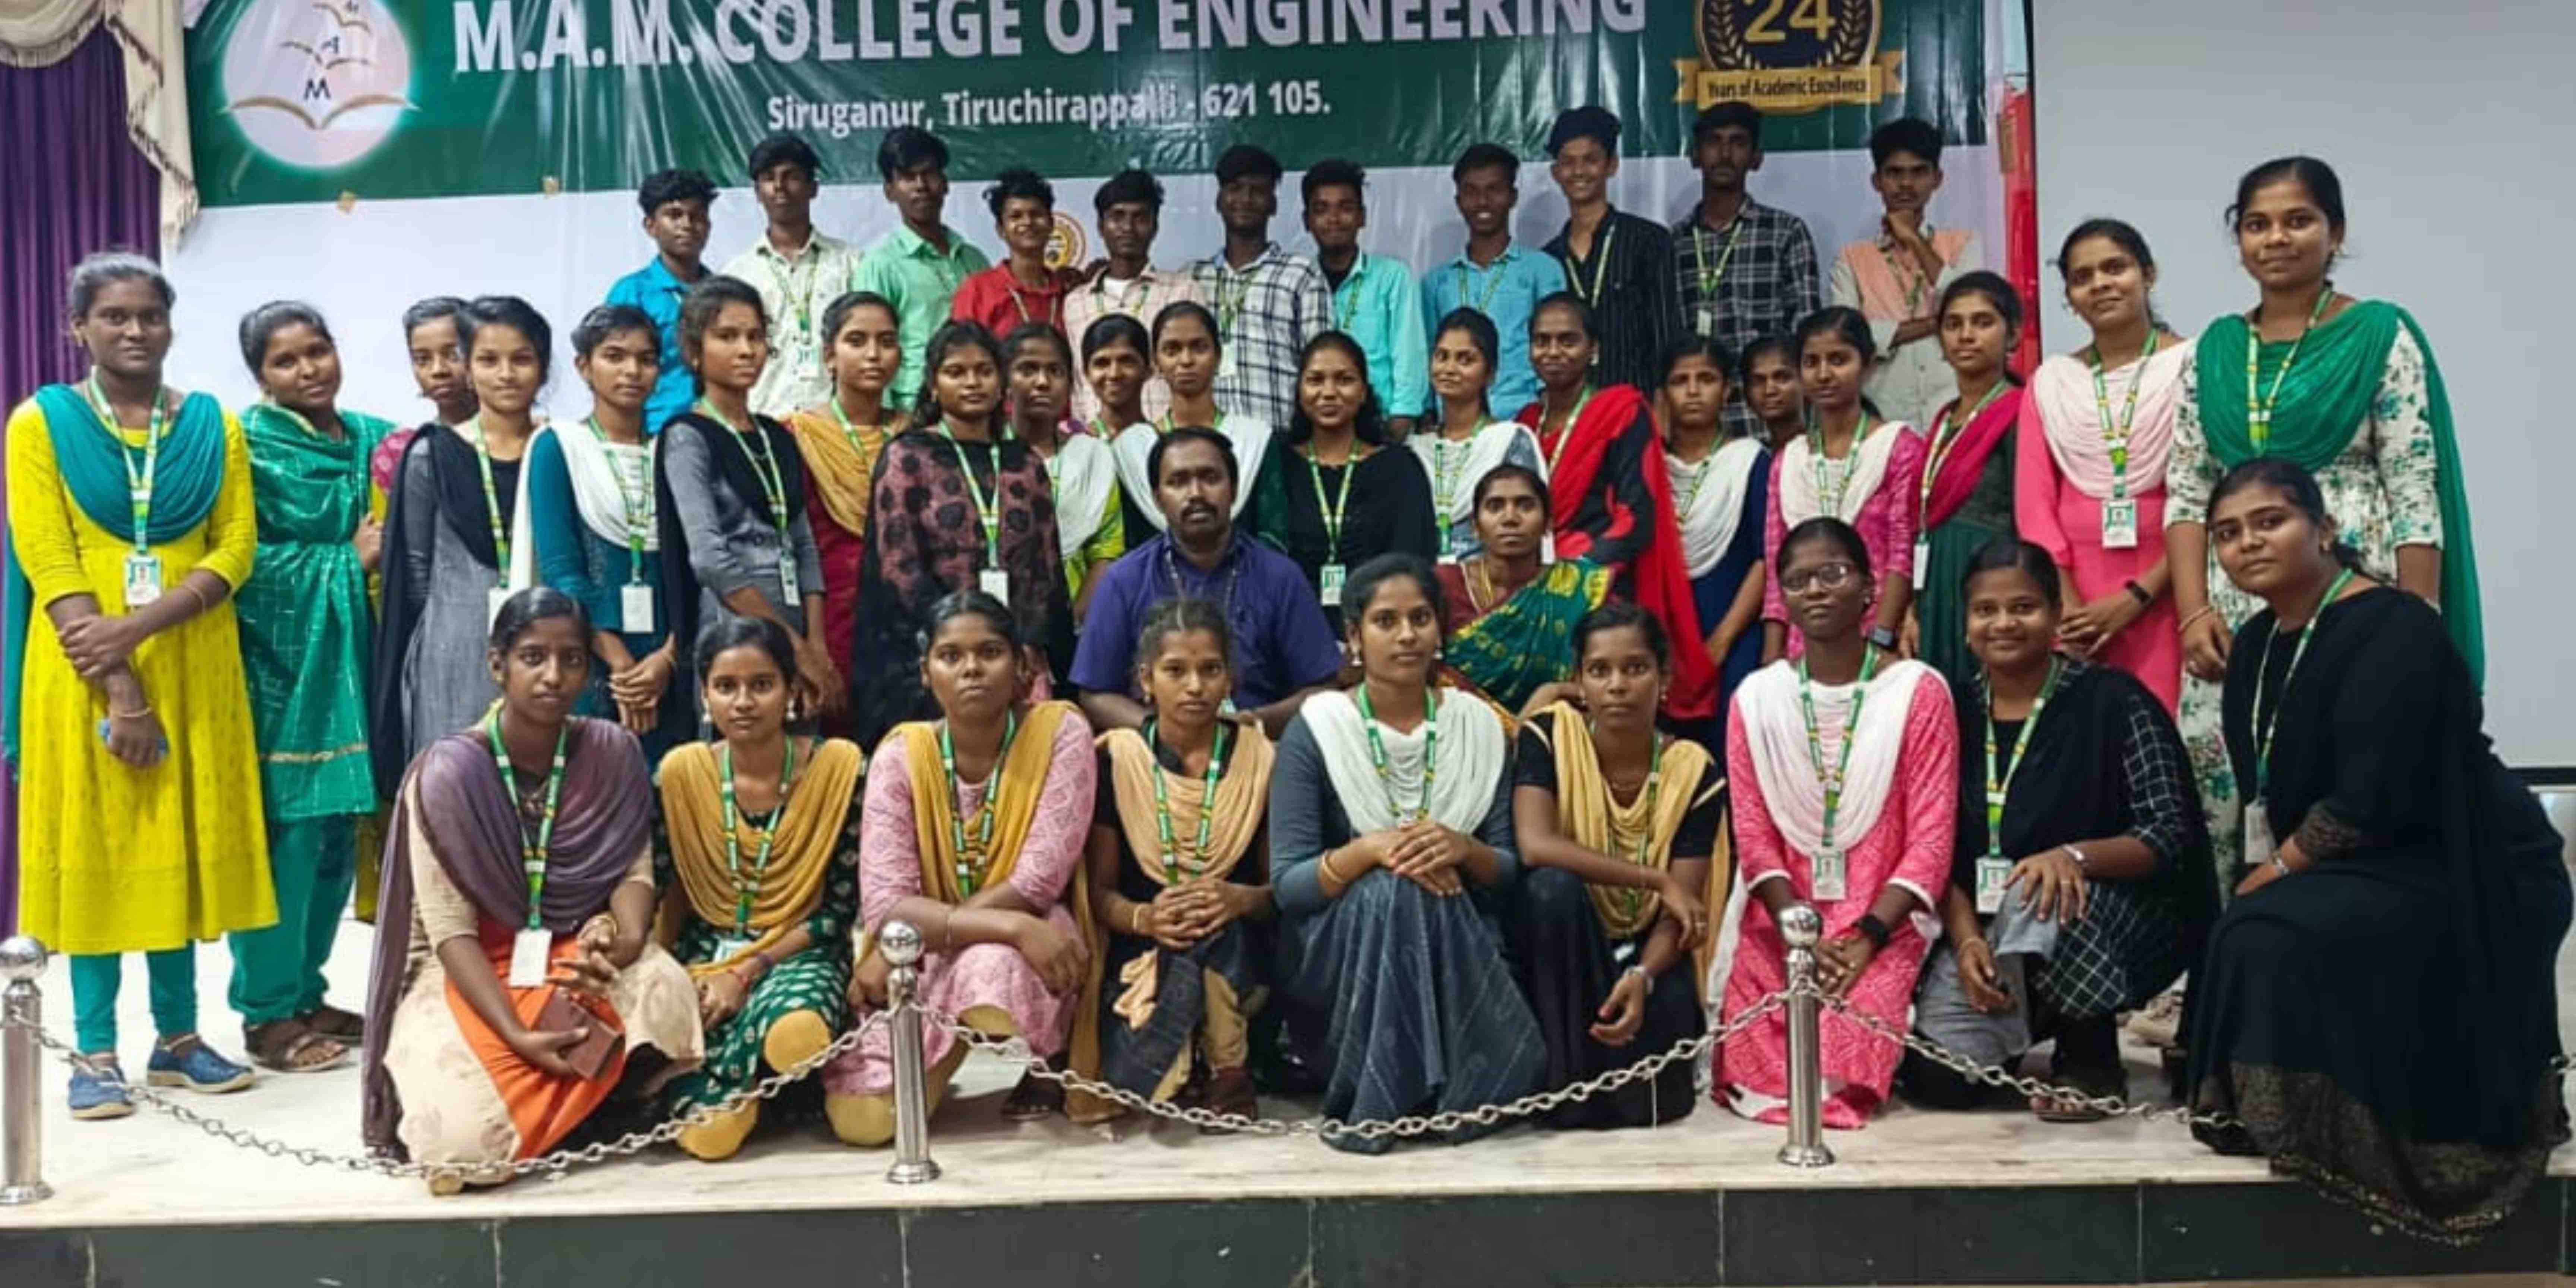 M A M
M.A.M. COLLEGE OF ENGINEERING
Siruganur, Tiruchirappalli - 621 105.
24
Years of Academic Excellence